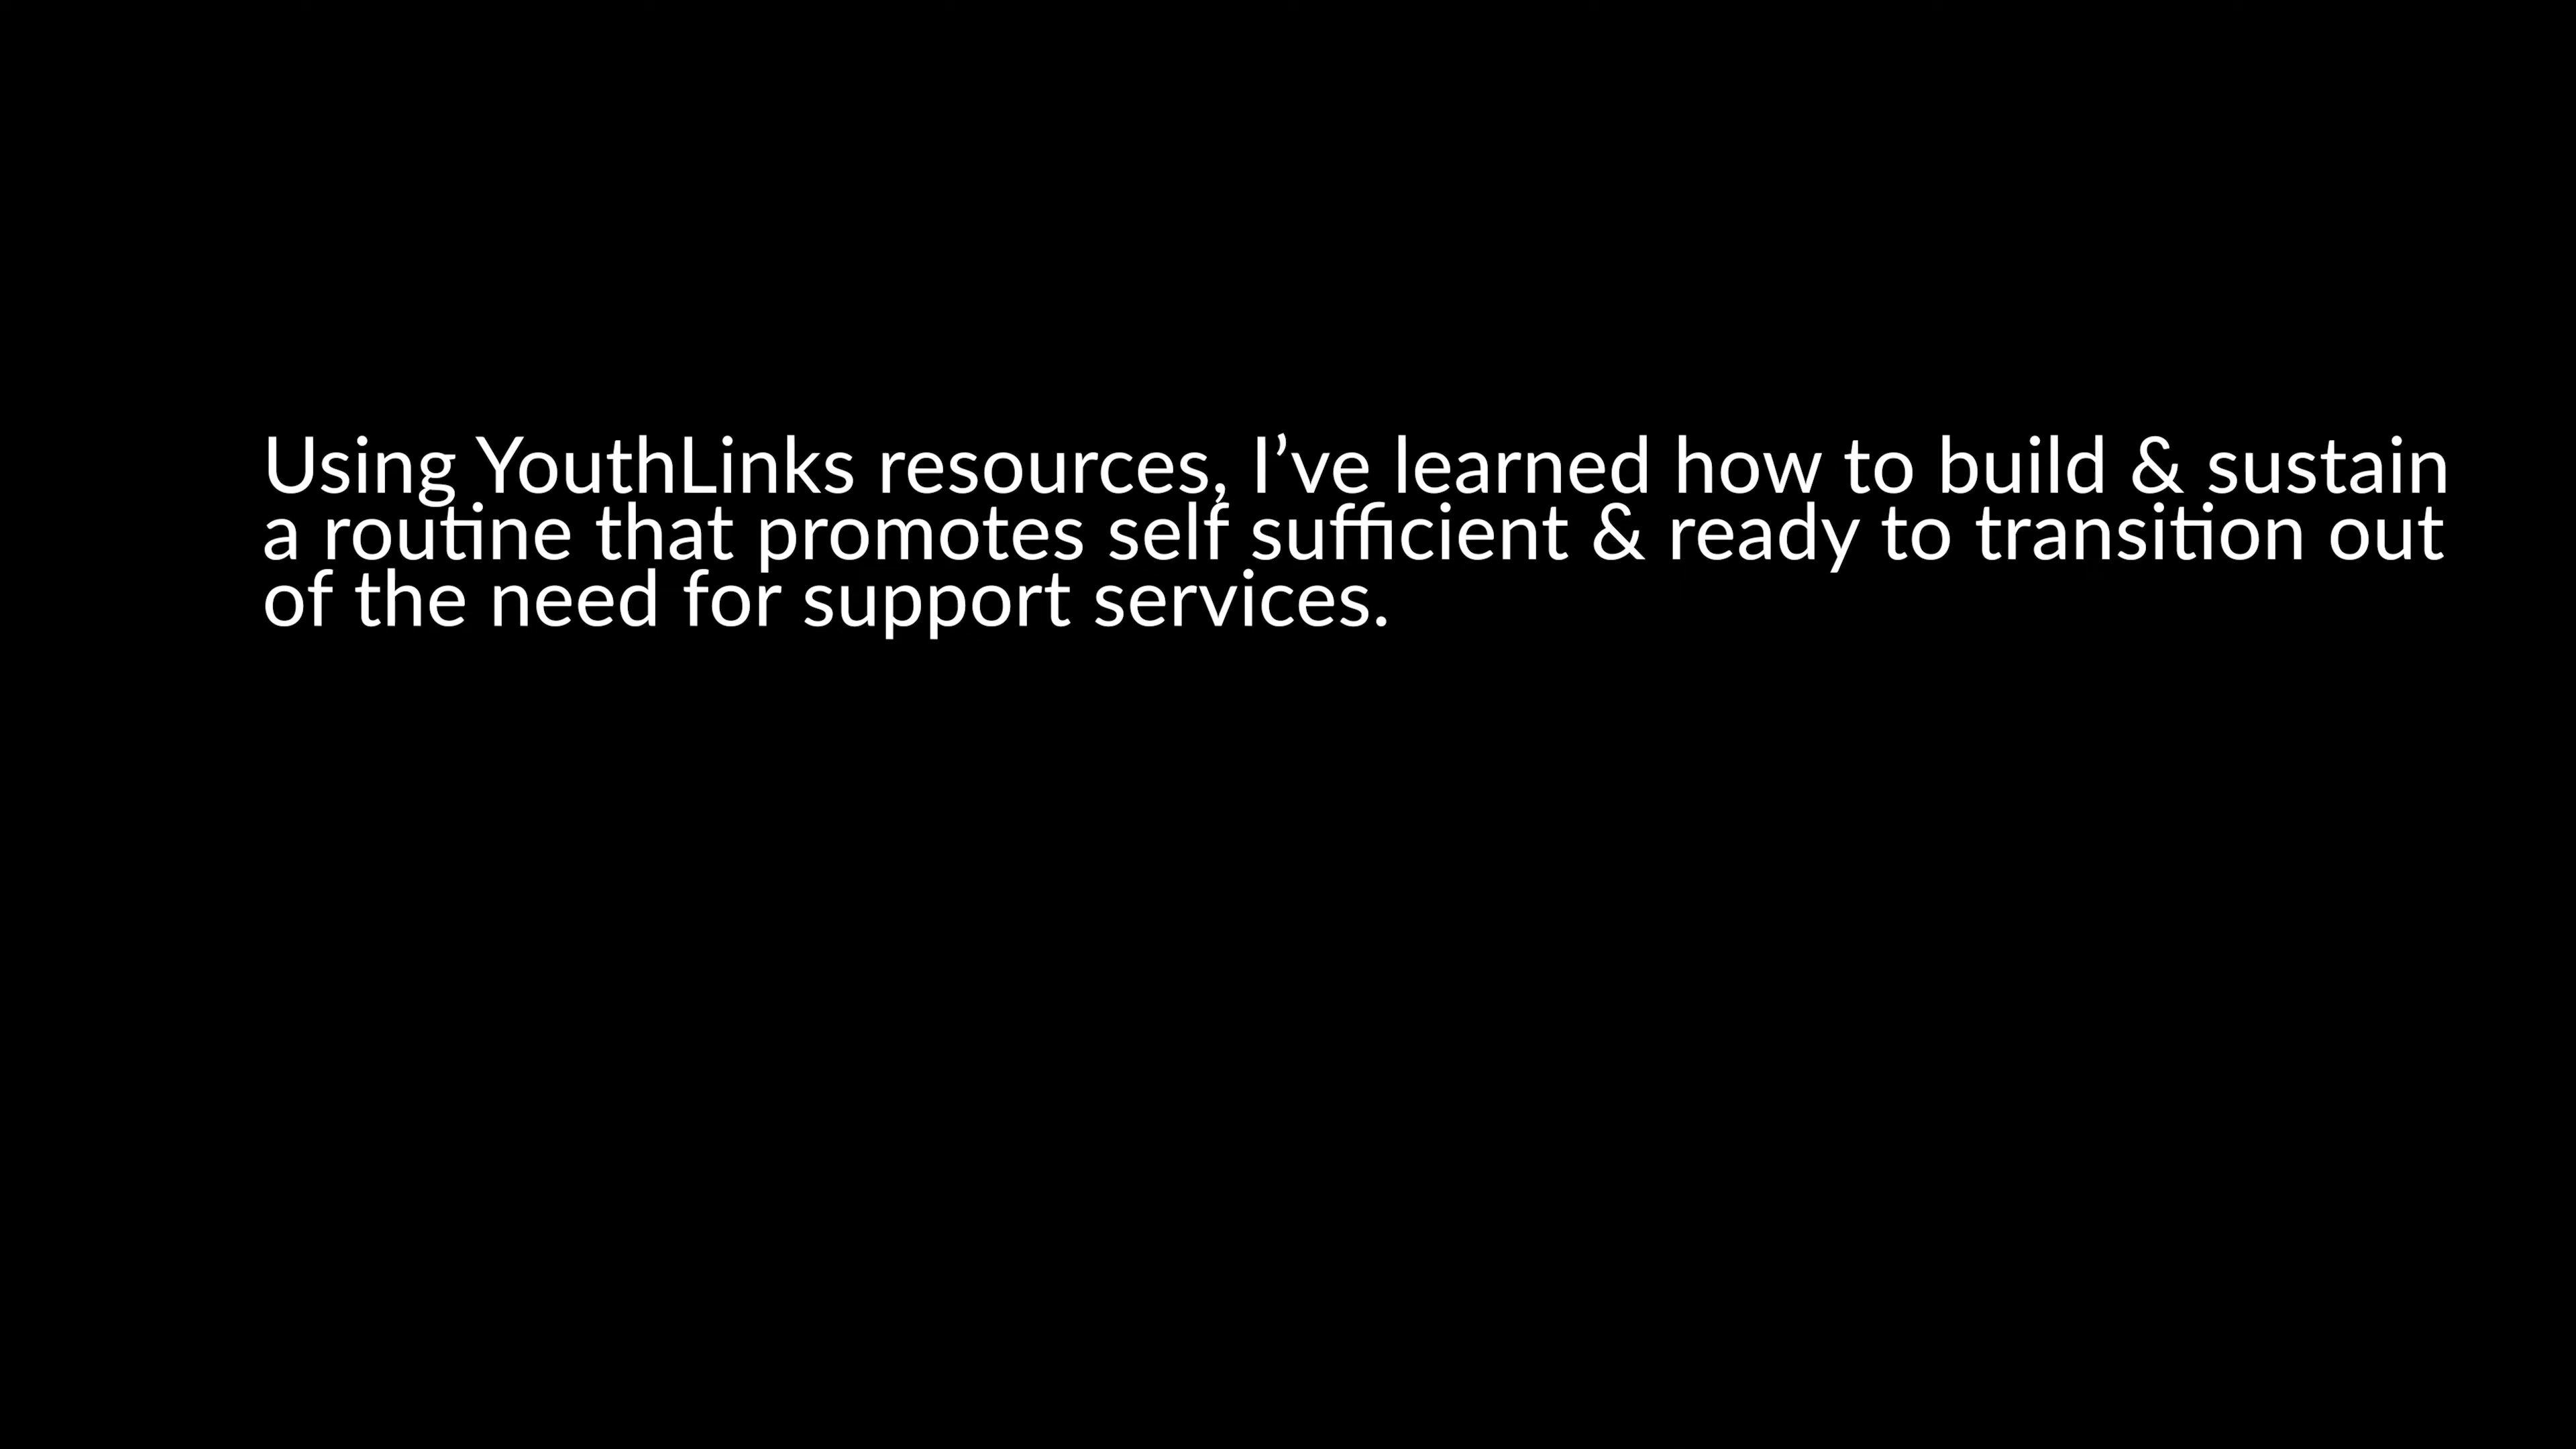 Using YouthLinks resources, I’ve learned how to build & sustain
a routine that promotes self sufficient & ready to transition out
of the need for support services.